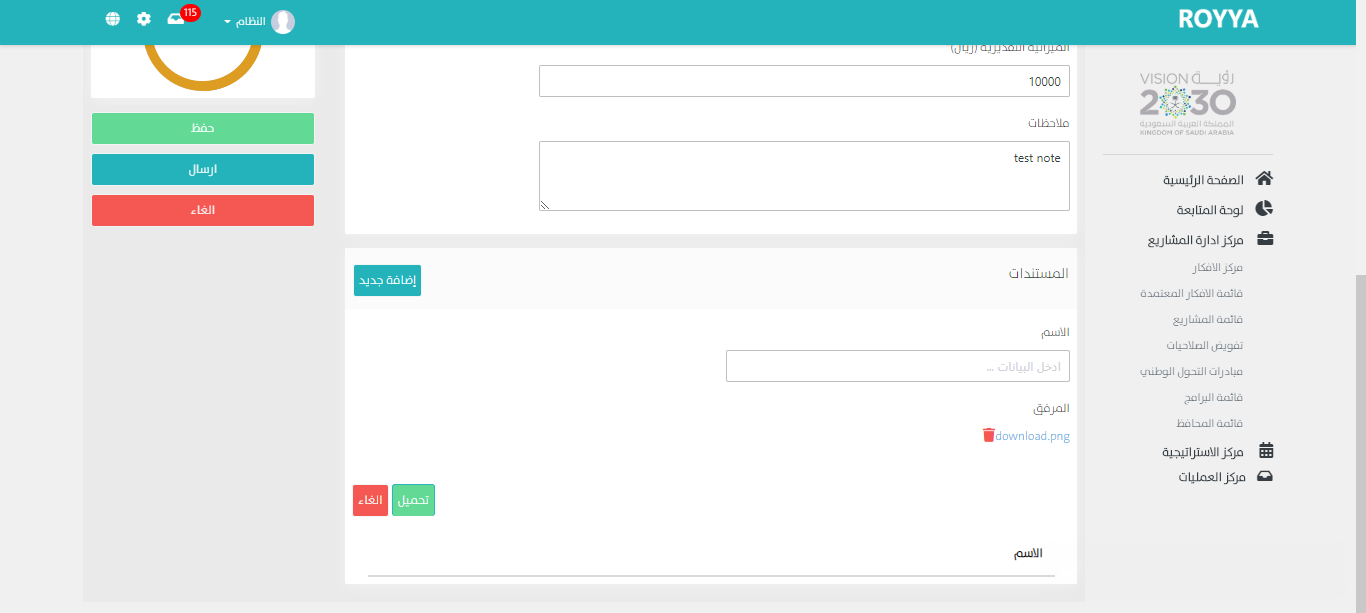 ROYYA
النظام
115
VISION رؤيــة
2030
المملكة العربية السعودية
KINGDOM OF SAUDI ARABIA
الصفحة الرئيسية
لوحة المتابعة
مركز ادارة المشاريع
مركز الافكار
قائمة الافكار المعتمدة
قائمة المشاريع
تفويض الصلاحيات
مبادرات التحول الوطني
قائمة البرامج
قائمة المحافظ
مركز الاستراتيجية
مركز العمليات
الميزانية التقديرية (ريال)
10000
ملاحظات
test note
المستندات
إضافة جديد
الاسم
ادخل البيانات ...
المرفق
download.png
تحميل
الغاء
الاسم
حفظ
ارسال
الغاء